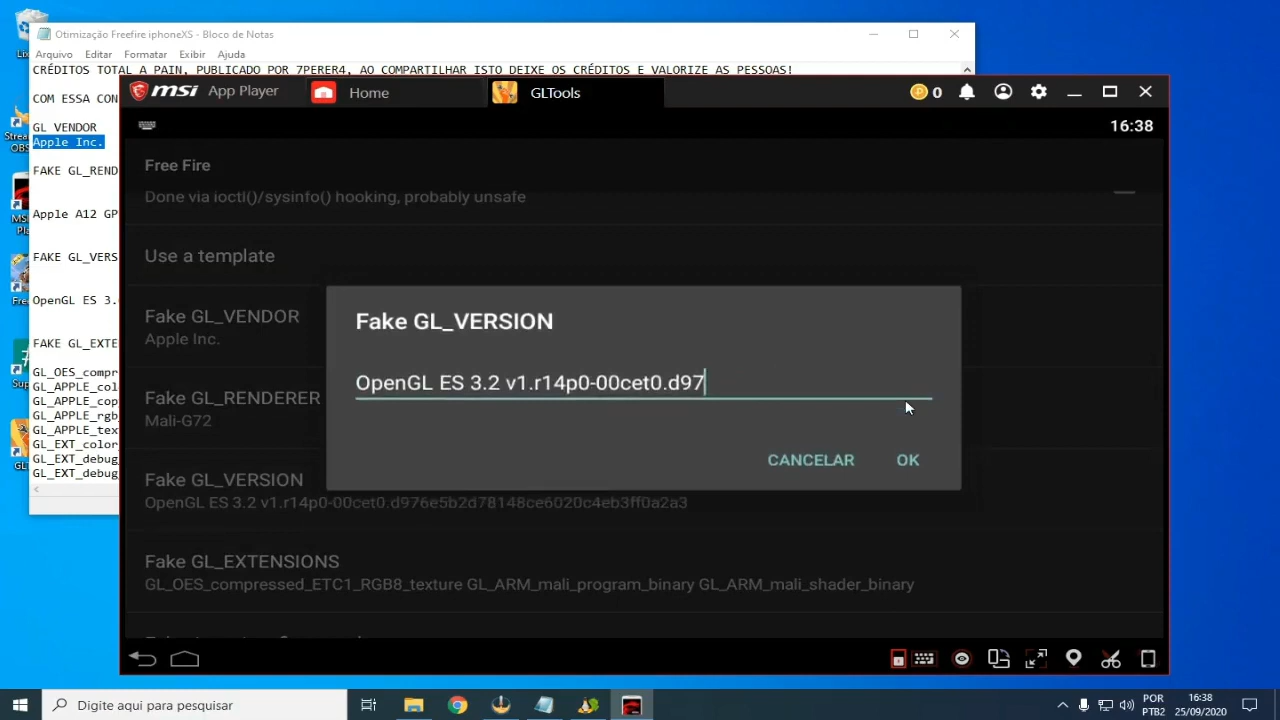 Otimização Freefire iphoneXS - Bloco de Notas
Arquivo Editar Formatar Exibir Ajuda
CRÉDITOS TOTAL A PAIN, PUBLICADO POR 7PERER4, AO COMPARTILHAR ISTO DEIXE OS CRÉDITOS E VALORIZE AS PESSOAS!
COM ESSA CON
GL VENDOR
Apple Inc.
FAKE GL_REND
Apple A12 GP
FAKE GL_VERS
OpenGL ES 3.
FAKE GL_EXTE
GL_OES_compr
GL_APPLE_col
GL_APPLE_cop
GL_APPLE_rgb
GL_APPLE_tex
GL_EXT_color
GL_EXT_debug
GL_EXT_debug
msi App Player
Home
GLTools
0
16:38
Free Fire
Done via ioctl()/sysinfo() hooking, probably unsafe
Use a template
Fake GL_VENDOR
Apple Inc.
Fake GL_RENDERER
Mali-G72
Fake GL_VERSION
OpenGL ES 3.2 v1.r14p0-00cet0.d976e5b2d78148ce6020c4eb3ff0a2a3
Fake GL_EXTENSIONS
GL_OES_compressed_ETC1_RGB8_texture GL_ARM_mali_program_binary GL_ARM_mali_shader_binary
Fake GL_VERSION
OpenGL ES 3.2 v1.r14p0-00cet0.d97
CANCELAR OK
Digite aqui para pesquisar
POR
PTB2
16:38
25/09/2020